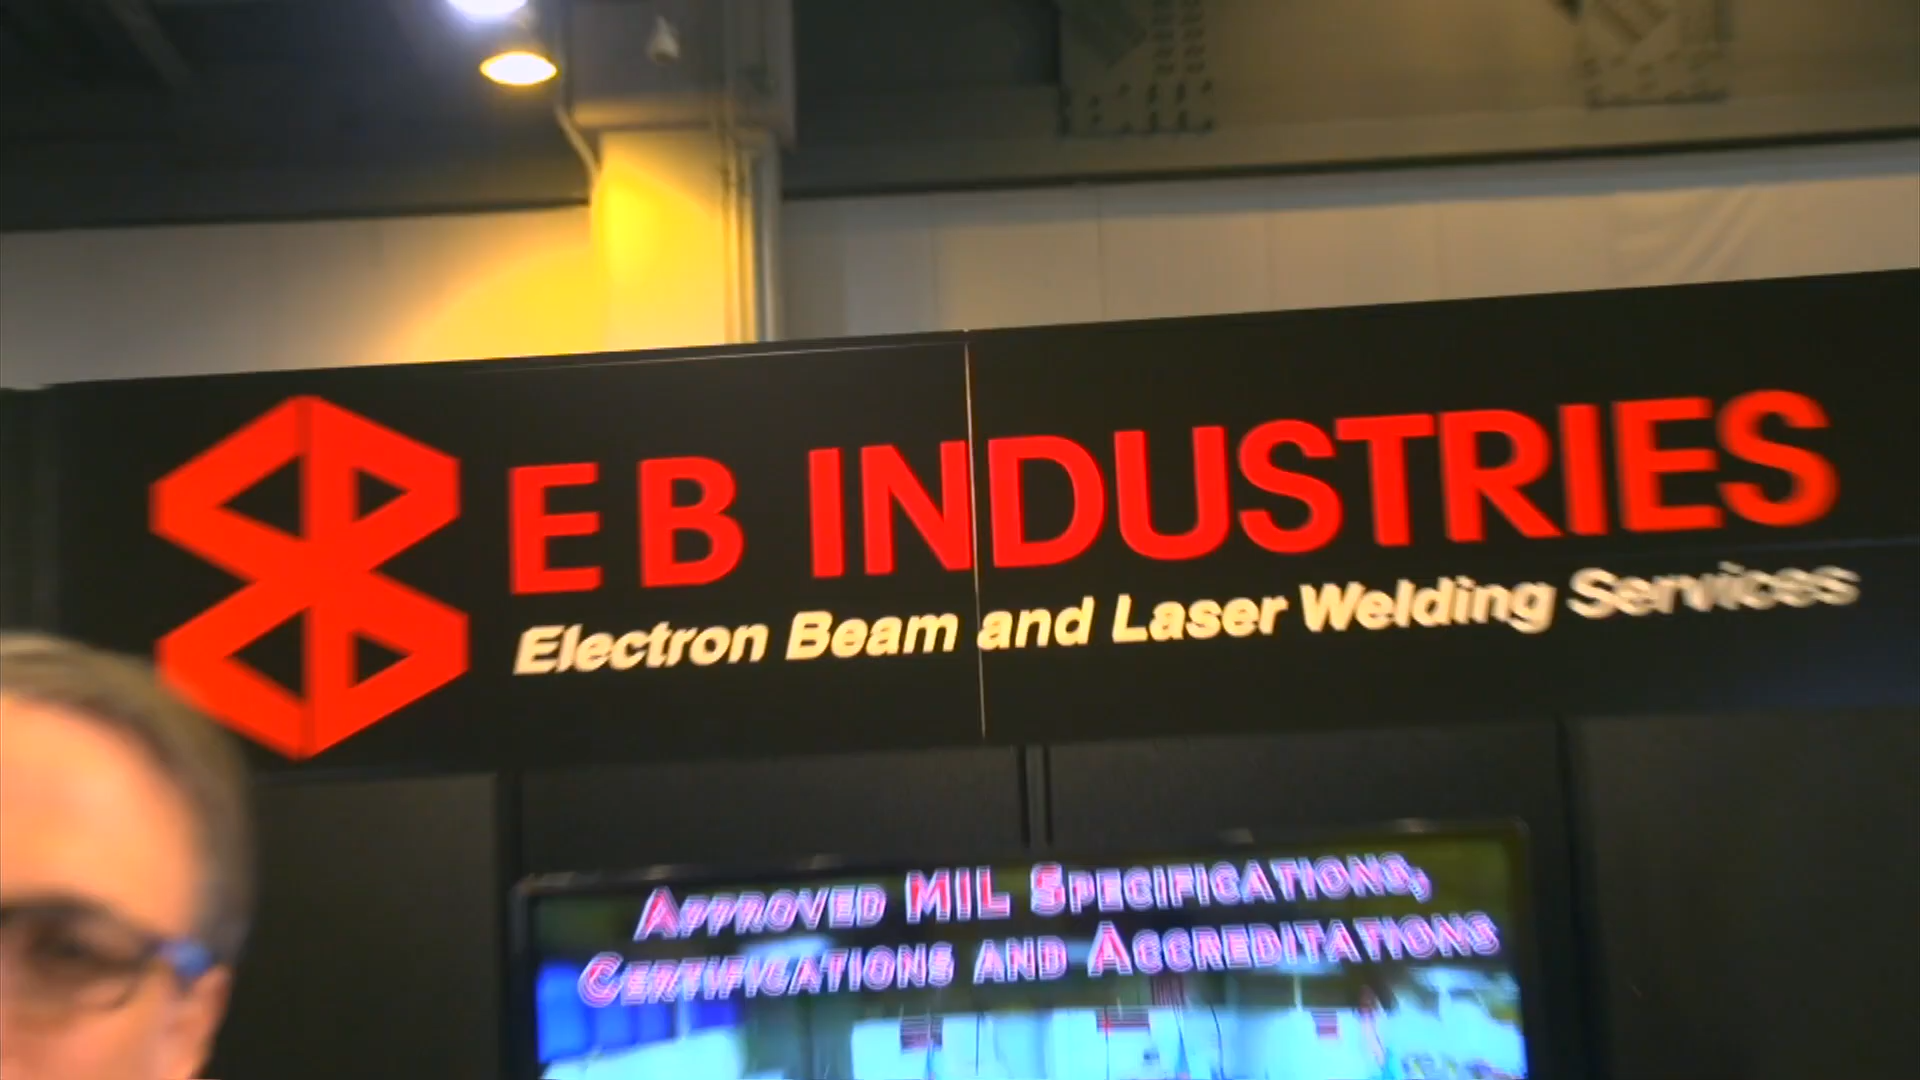 EB INDUSTRIES
Electron Beam and Laser Welding Services
APPROVED MIL SPECIFICATIONS,
CERTIFICATIONS AND ACCREDITATIONS